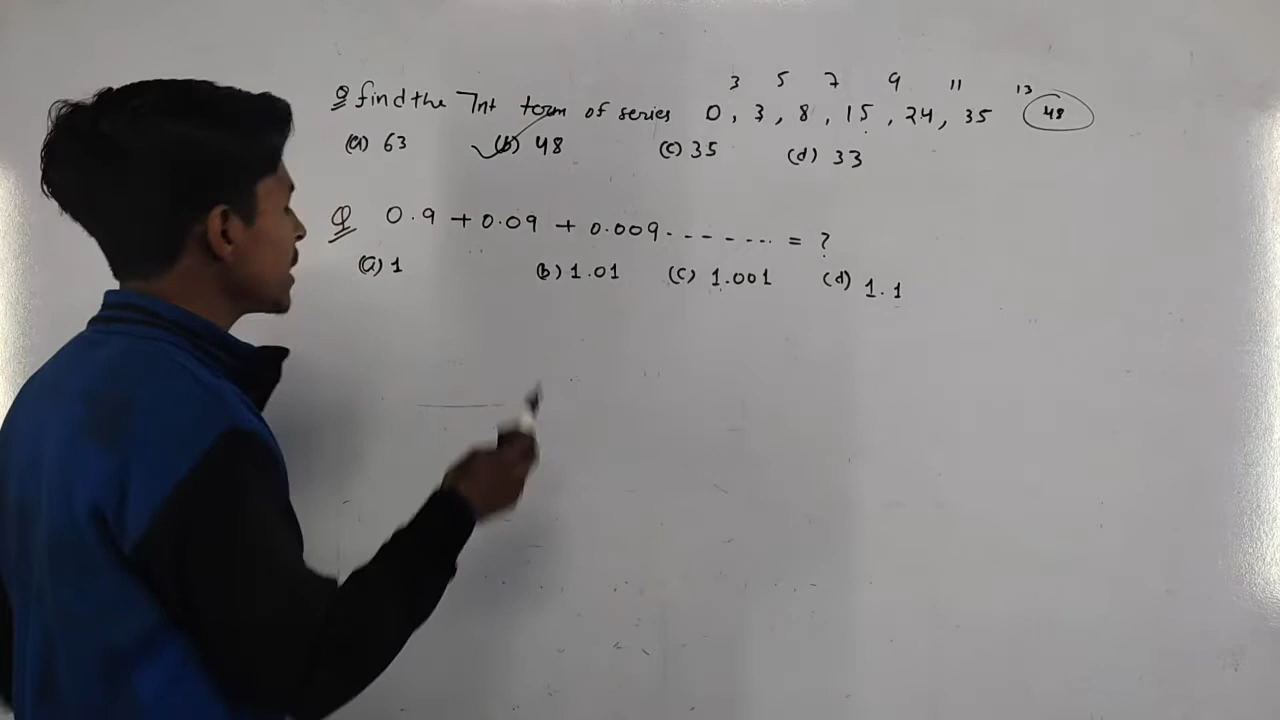 3 5 7 9 11 13
Q find the 7nt term of series 0, 3, 8, 15, 24, 35 48
(a) 63 (b) 48 (c) 35 (d) 33
Q 0.9 + 0.09 + 0.009 - - - - - ... = ?
(a) 1 (b) 1.01 (c) 1.001 (d) 1.1